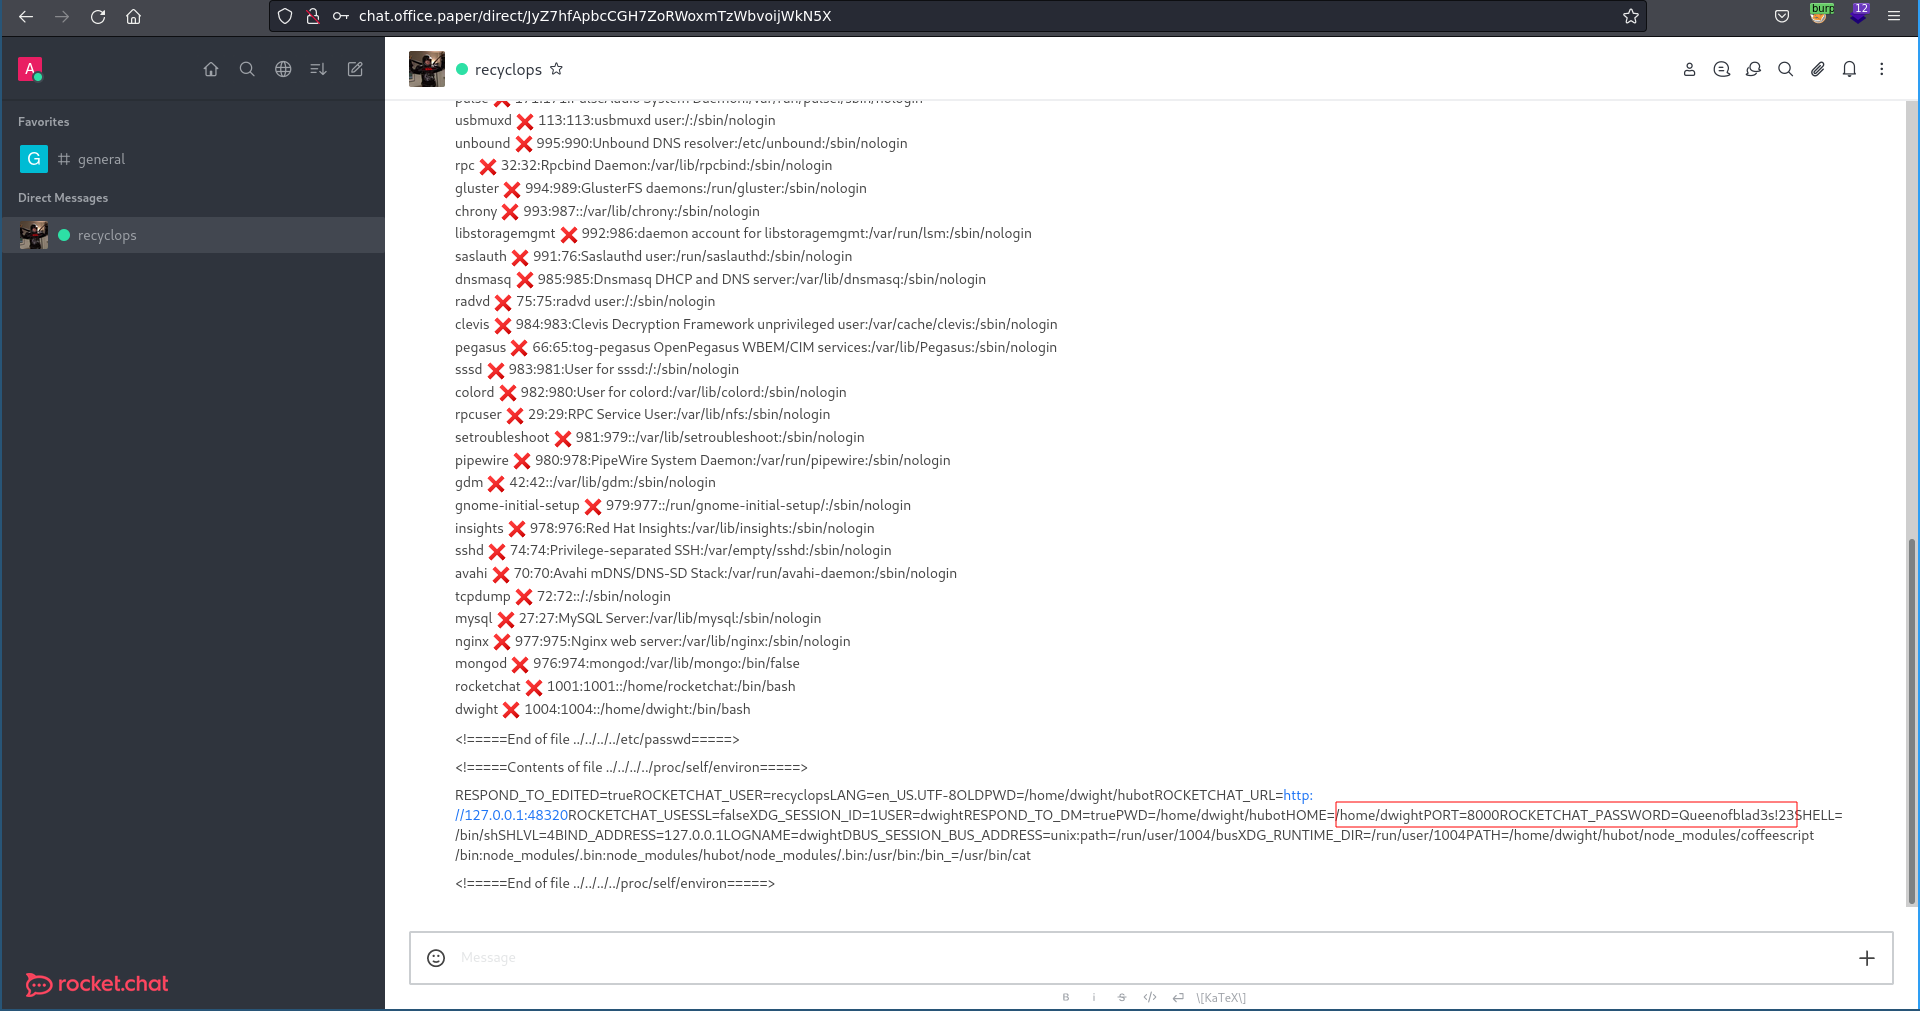 chat.office.paper/direct/JyZ7hfApbcCGH7ZoRWoxmTzWbvoijWkN5X
burp
12
A
recyclops
Favorites
G # general
Direct Messages
recyclops
pulse ❌ 171:171:PulseAudio System Daemon:/var/run/pulse:/sbin/nologin
usbmuxd ❌ 113:113:usbmuxd user:/:/sbin/nologin
unbound ❌ 995:990:Unbound DNS resolver:/etc/unbound:/sbin/nologin
rpc ❌ 32:32:Rpcbind Daemon:/var/lib/rpcbind:/sbin/nologin
gluster ❌ 994:989:GlusterFS daemons:/run/gluster:/sbin/nologin
chrony ❌ 993:987::/var/lib/chrony:/sbin/nologin
libstoragemgmt ❌ 992:986:daemon account for libstoragemgmt:/var/run/lsm:/sbin/nologin
saslauth ❌ 991:76:Saslauthd user:/run/saslauthd:/sbin/nologin
dnsmasq ❌ 985:985:Dnsmasq DHCP and DNS server:/var/lib/dnsmasq:/sbin/nologin
radvd ❌ 75:75:radvd user:/:/sbin/nologin
clevis ❌ 984:983:Clevis Decryption Framework unprivileged user:/var/cache/clevis:/sbin/nologin
pegasus ❌ 66:65:tog-pegasus OpenPegasus WBEM/CIM services:/var/lib/Pegasus:/sbin/nologin
sssd ❌ 983:981:User for sssd:/:/sbin/nologin
colord ❌ 982:980:User for colord:/var/lib/colord:/sbin/nologin
rpcuser ❌ 29:29:RPC Service User:/var/lib/nfs:/sbin/nologin
setroubleshoot ❌ 981:979::/var/lib/setroubleshoot:/sbin/nologin
pipewire ❌ 980:978:PipeWire System Daemon:/var/run/pipewire:/sbin/nologin
gdm ❌ 42:42::/var/lib/gdm:/sbin/nologin
gnome-initial-setup ❌ 979:977::/run/gnome-initial-setup/:/sbin/nologin
insights ❌ 978:976:Red Hat Insights:/var/lib/insights:/sbin/nologin
sshd ❌ 74:74:Privilege-separated SSH:/var/empty/sshd:/sbin/nologin
avahi ❌ 70:70:Avahi mDNS/DNS-SD Stack:/var/run/avahi-daemon:/sbin/nologin
tcpdump ❌ 72:72::/:/sbin/nologin
mysql ❌ 27:27:MySQL Server:/var/lib/mysql:/sbin/nologin
nginx ❌ 977:975:Nginx web server:/var/lib/nginx:/sbin/nologin
mongod ❌ 976:974:mongod:/var/lib/mongo:/bin/false
rocketchat ❌ 1001:1001::/home/rocketchat:/bin/bash
dwight ❌ 1004:1004::/home/dwight:/bin/bash
<!=====End of file ../../../../etc/passwd=====>
<!=====Contents of file ../../../../proc/self/environ=====>
RESPOND_TO_EDITED=trueROCKETCHAT_USER=recyclopsLANG=en_US.UTF-8OLDPWD=/home/dwight/hubotROCKETCHAT_URL=http:
//127.0.0.1:48320ROCKETCHAT_USESSL=falseXDG_SESSION_ID=1USER=dwightRESPOND_TO_DM=truePWD=/home/dwight/hubotHOME=/home/dwightPORT=8000ROCKETCHAT_PASSWORD=Queenofblad3s!23SHELL=
/bin/shSHLVL=4BIND_ADDRESS=127.0.0.1LOGNAME=dwightDBUS_SESSION_BUS_ADDRESS=unix:path=/run/user/1004/busXDG_RUNTIME_DIR=/run/user/1004PATH=/home/dwight/hubot/node_modules/coffeescript
/bin:node_modules/.bin:node_modules/hubot/node_modules/.bin:/usr/bin:/bin_=/usr/bin/cat
<!=====End of file ../../../../proc/self/environ=====>
Message
rocket.chat
B i S </> \[KaTeX\]